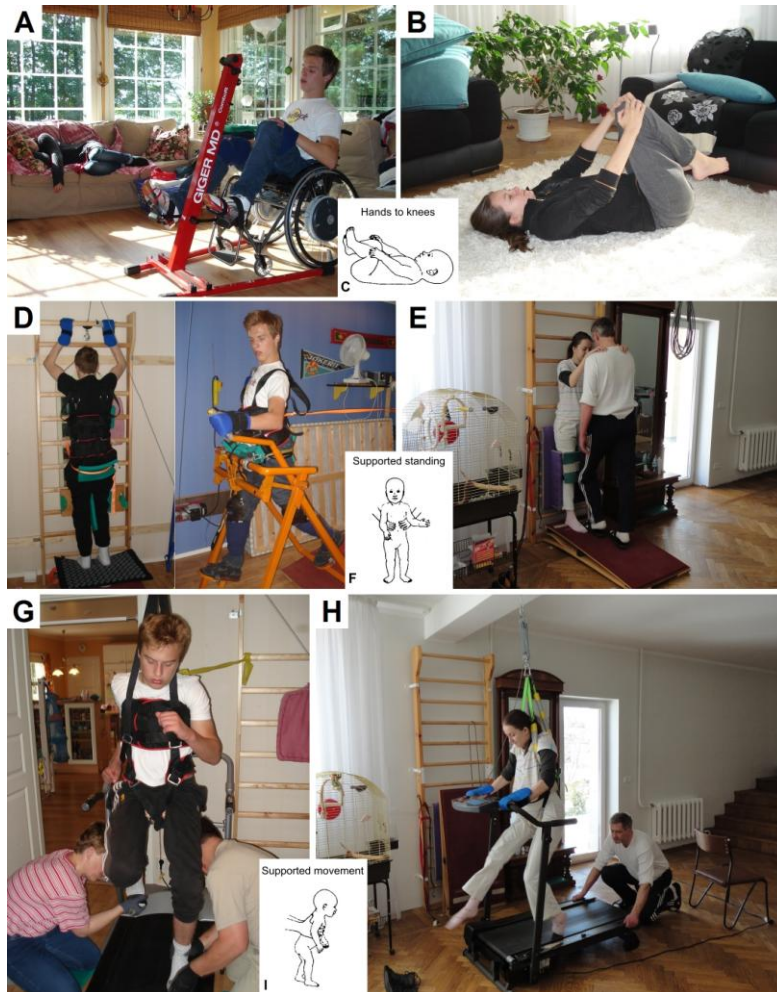 A
B
GIGER MD®
Hands to knees
C
D
E
Supported standing
F
G
H
Supported movement
I